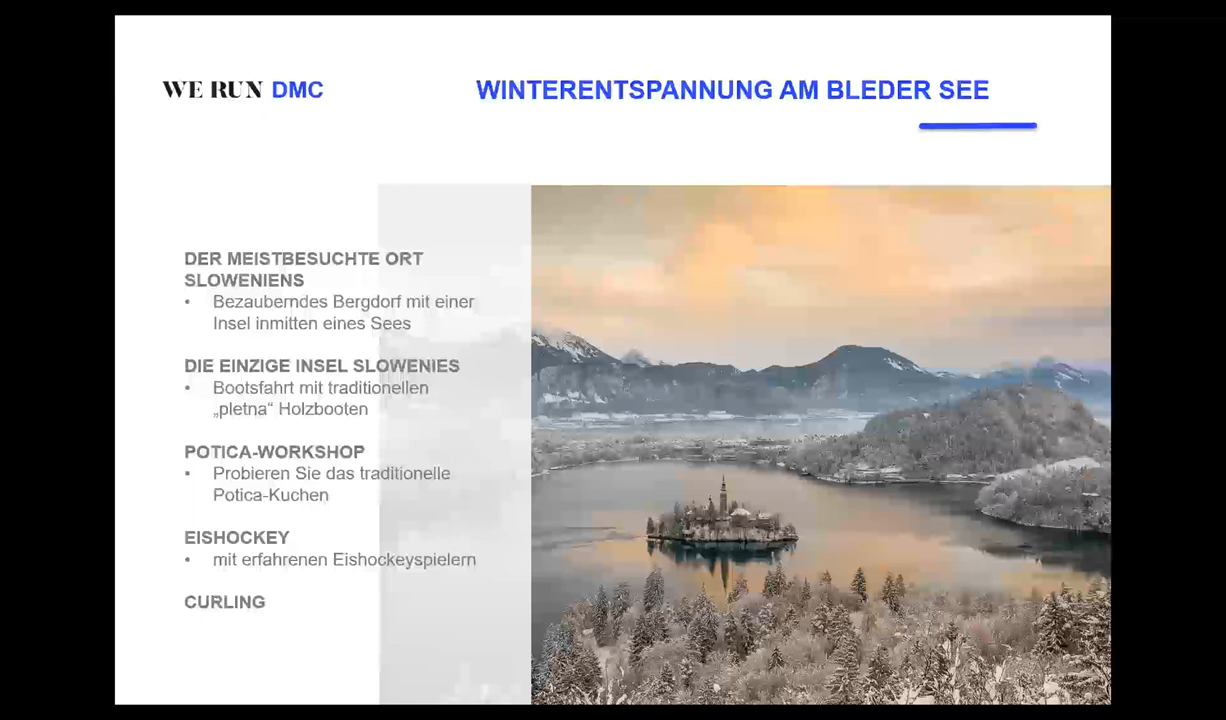 WE RUN DMC
WINTERENTSPANNUNG AM BLEDER SEE
DER MEISTBESUCHTE ORT
SLOWENIENS
• Bezauberndes Bergdorf mit einer
Insel inmitten eines Sees
DIE EINZIGE INSEL SLOWENIES
• Bootsfahrt mit traditionellen
„pletna“ Holzbooten
POTICA-WORKSHOP
• Probieren Sie das traditionelle
Potica-Kuchen
EISHOCKEY
• mit erfahrenen Eishockeyspielern
CURLING